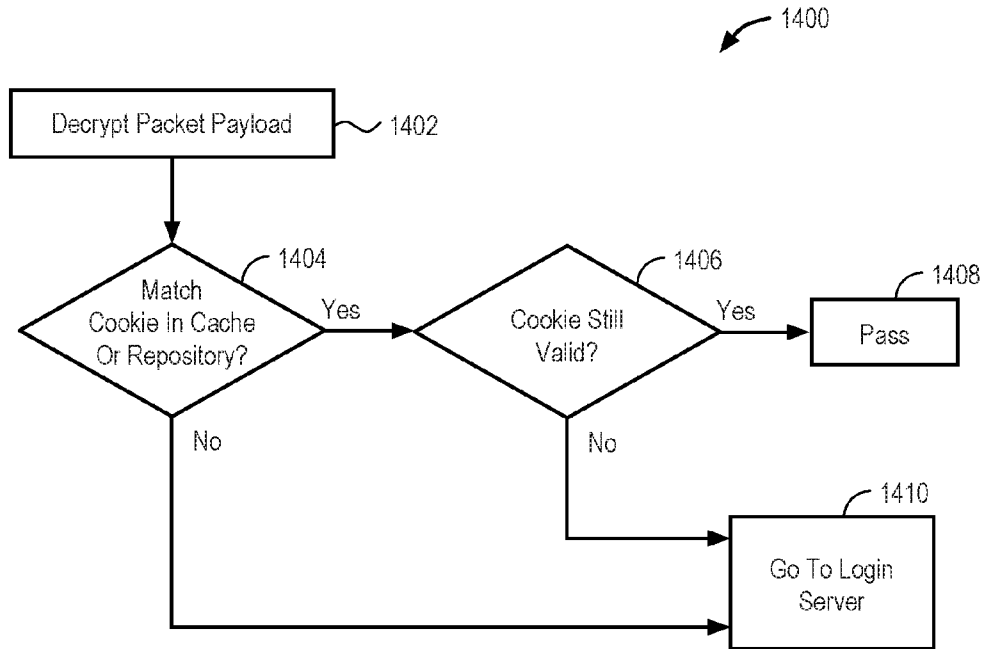 1400
Decrypt Packet Payload
1402
1404
Match
Cookie In Cache
Or Repository?
Yes
No
1406
Cookie Still
Valid?
Yes
No
1408
Pass
1410
Go To Login
Server